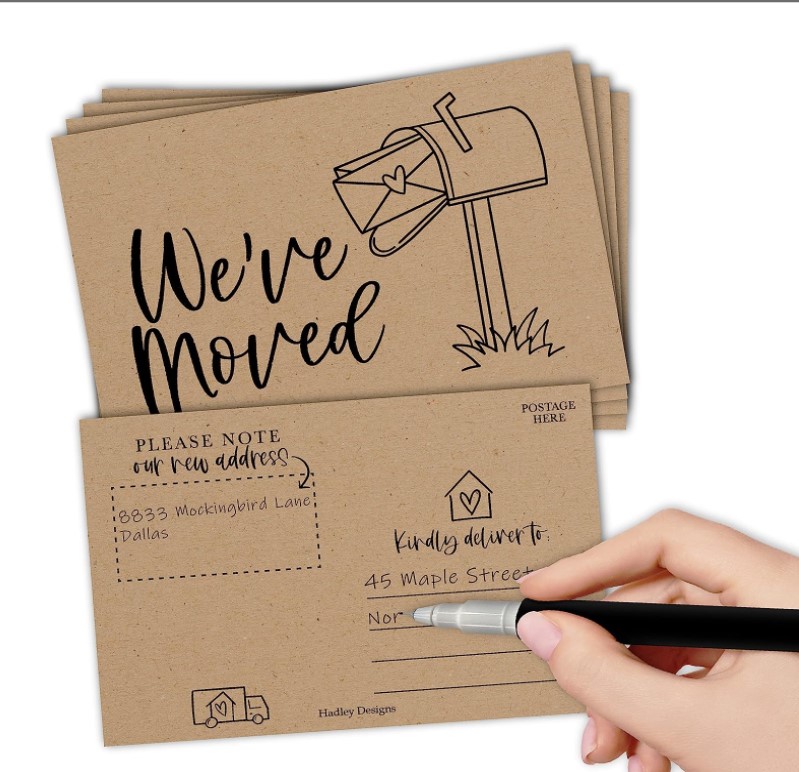 We've
Moved
POSTAGE
HERE
PLEASE NOTE
our new address
8833 Mockingbird Lane
Dallas
Kindly deliver to:
45 Maple Street
Nor
Hadley Designs